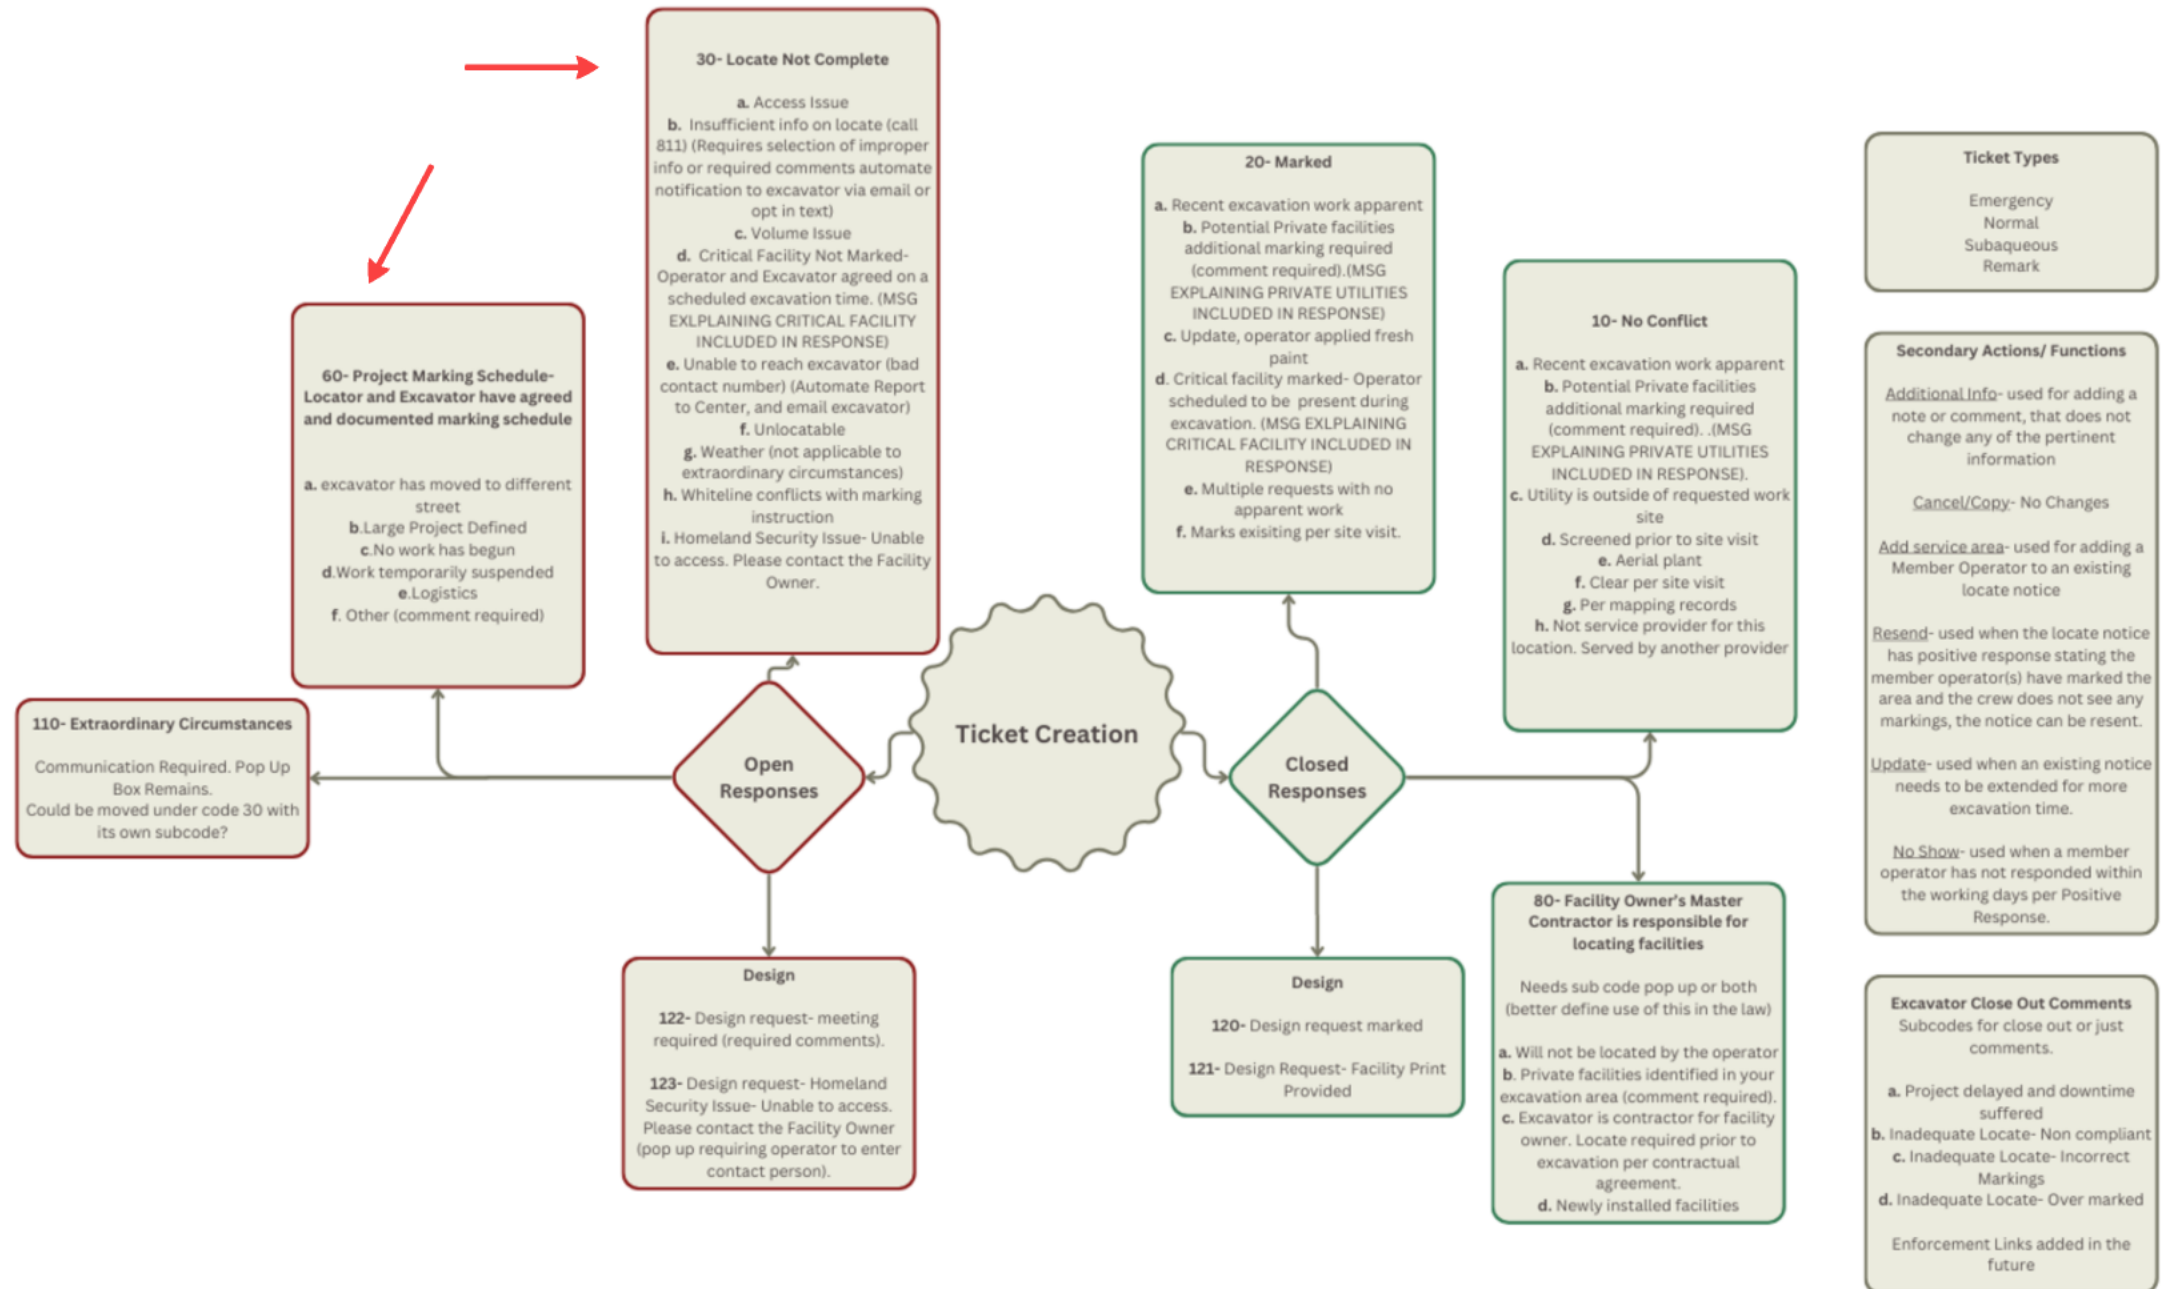 30- Locate Not Complete
a. Access Issue
b. Insufficient info on locate (call
811) (Requires selection of improper
info or required comments automate
notification to excavator via email or
opt in text)
c. Volume Issue
d. Critical Facility Not Marked-
Operator and Excavator agreed on a
scheduled excavation time. (MSG
EXLPLAINING CRITICAL FACILITY
INCLUDED IN RESPONSE)
e. Unable to reach excavator (bad
contact number) (Automate Report
to Center, and email excavator)
f. Unlocatable
g. Weather (not applicable to
extraordinary circumstances)
h. Whiteline conflicts with marking
instruction
i. Homeland Security Issue- Unable
to access. Please contact the Facility
Owner.
60- Project Marking Schedule-
Locator and Excavator have agreed
and documented marking schedule
a. excavator has moved to different
street
b.Large Project Defined
c.No work has begun
d.Work temporarily suspended
e.Logistics
f. Other (comment required)
110- Extraordinary Circumstances
Communication Required. Pop Up
Box Remains.
Could be moved under code 30 with
its own subcode?
Open
Responses
Design
122- Design request- meeting
required (required comments).
123- Design request- Homeland
Security Issue- Unable to access.
Please contact the Facility Owner
(pop up requiring operator to enter
contact person).
Ticket Creation
20- Marked
a. Recent excavation work apparent
b. Potential Private facilities
additional marking required
(comment required).(MSG
EXPLAINING PRIVATE UTILITIES
INCLUDED IN RESPONSE)
c. Update, operator applied fresh
paint
d. Critical facility marked- Operator
scheduled to be present during
excavation. (MSG EXLPLAINING
CRITICAL FACILITY INCLUDED IN
RESPONSE)
e. Multiple requests with no
apparent work
f. Marks exisiting per site visit.
Closed
Responses
Design
120- Design request marked
121- Design Request- Facility Print
Provided
10- No Conflict
a. Recent excavation work apparent
b. Potential Private facilities
additional marking required
(comment required). .(MSG
EXPLAINING PRIVATE UTILITIES
INCLUDED IN RESPONSE).
c. Utility is outside of requested work
site
d. Screened prior to site visit
e. Aerial plant
f. Clear per site visit
g. Per mapping records
h. Not service provider for this
location. Served by another provider
80- Facility Owner's Master
Contractor is responsible for
locating facilities
Needs sub code pop up or both
(better define use of this in the law)
a. Will not be located by the operator
b. Private facilities identified in your
excavation area (comment required).
c. Excavator is contractor for facility
owner. Locate required prior to
excavation per contractual
agreement.
d. Newly installed facilities
Ticket Types
Emergency
Normal
Subaqueous
Remark
Secondary Actions/ Functions
Additional Info- used for adding a
note or comment, that does not
change any of the pertinent
information
Cancel/Copy- No Changes
Add service area- used for adding a
Member Operator to an existing
locate notice
Resend- used when the locate notice
has positive response stating the
member operator(s) have marked the
area and the crew does not see any
markings, the notice can be resent.
Update- used when an existing notice
needs to be extended for more
excavation time.
No Show- used when a member
operator has not responded within
the working days per Positive
Response.
Excavator Close Out Comments
Subcodes for close out or just
comments.
a. Project delayed and downtime
suffered
b. Inadequate Locate- Non compliant
c. Inadequate Locate- Incorrect
Markings
d. Inadequate Locate- Over marked
Enforcement Links added in the
future